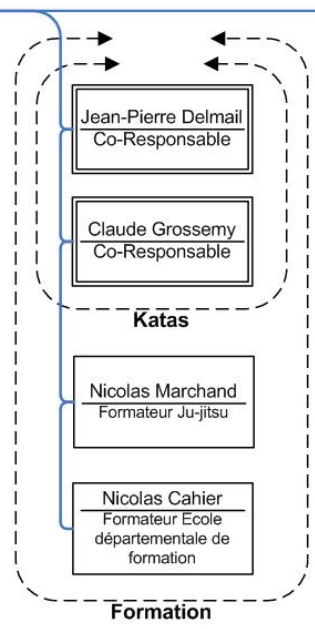 Jean-Pierre Delmail
Co-Responsable
Claude Grossemy
Co-Responsable
Katas
Nicolas Marchand
Formateur Ju-jitsu
Nicolas Cahier
Formateur Ecole
départementale de
formation
Formation